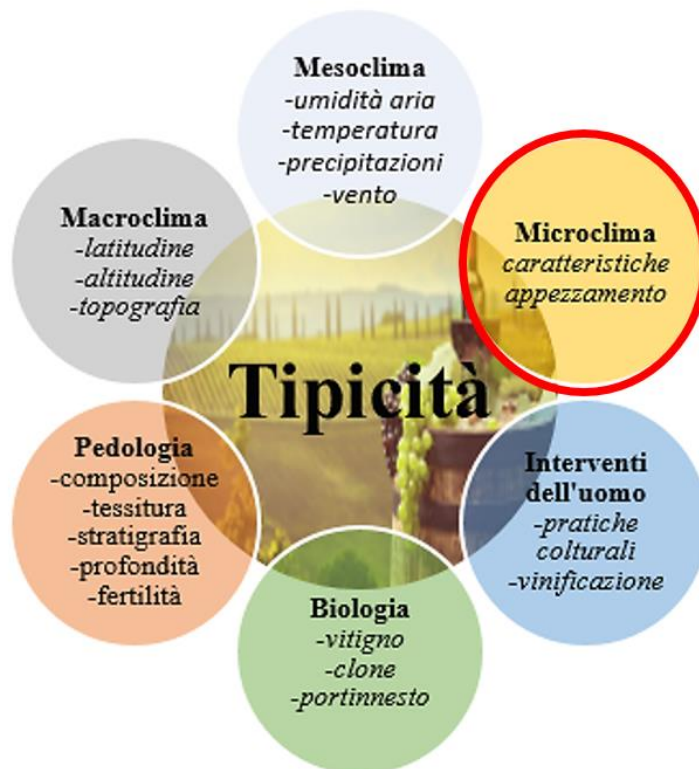 Mesoclima
-umidità aria
-temperatura
-precipitazioni
-vento
Macroclima
-latitudine
-altitudine
-topografia
Microclima
caratteristiche
appezzamento
Tipicità
Pedologia
-composizione
-tessitura
-stratigrafia
-profondità
-fertilità
Interventi
dell'uomo
-pratiche
colturali
-vinificazione
Biologia
-vitigno
-clone
-portinnesto